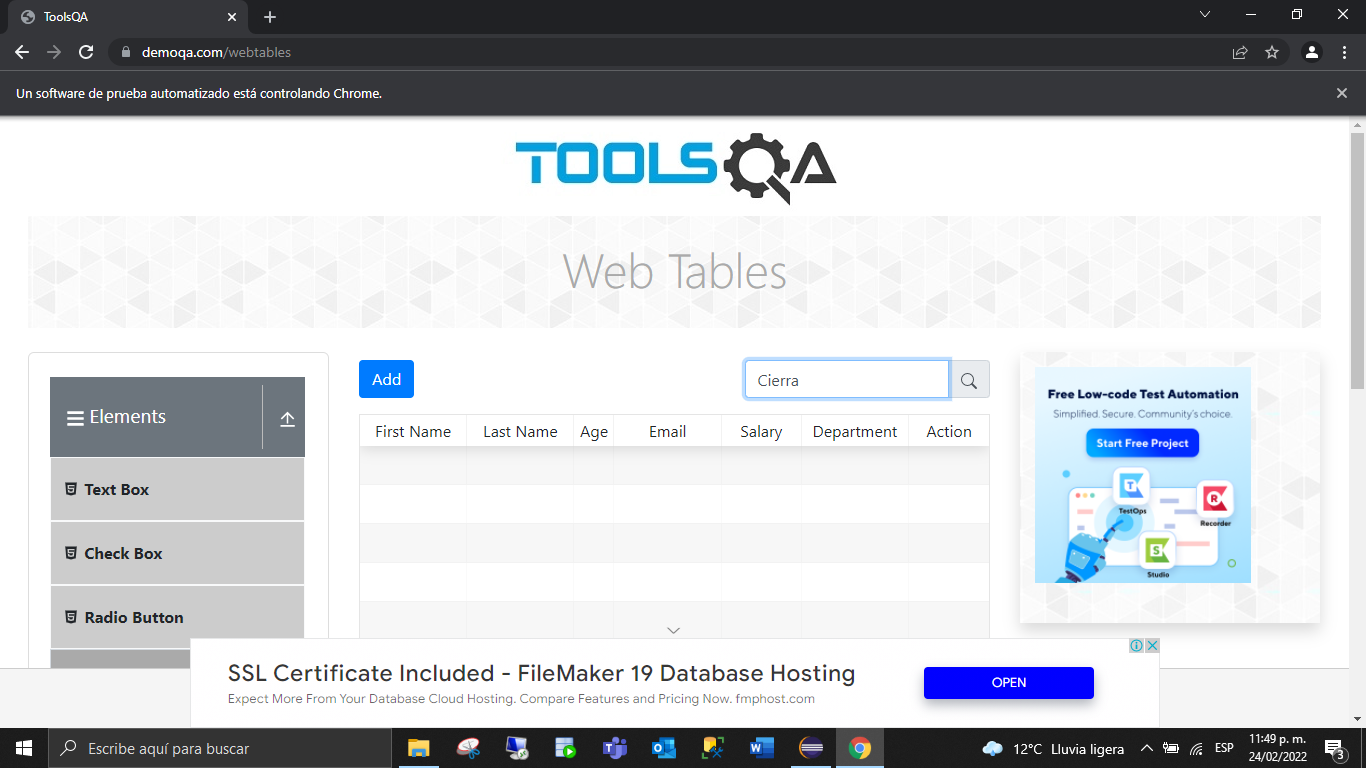 ToolsQA
demoqa.com/webtables
Un software de prueba automatizado está controlando Chrome.
TOOLSQA
Web Tables
Elements
Text Box
Check Box
Radio Button
Add
Cierra
First Name Last Name Age Email Salary Department Action
Free Low-code Test Automation
Simplified. Secure. Community's choice.
Start Free Project
TestOps
Recorder
Studio
SSL Certificate Included - FileMaker 19 Database Hosting
Expect More From Your Database Cloud Hosting. Compare Features and Pricing Now. fmphost.com
OPEN
Escribe aquí para buscar
12°C Lluvia ligera
ESP
11:49 p. m.
24/02/2022
3